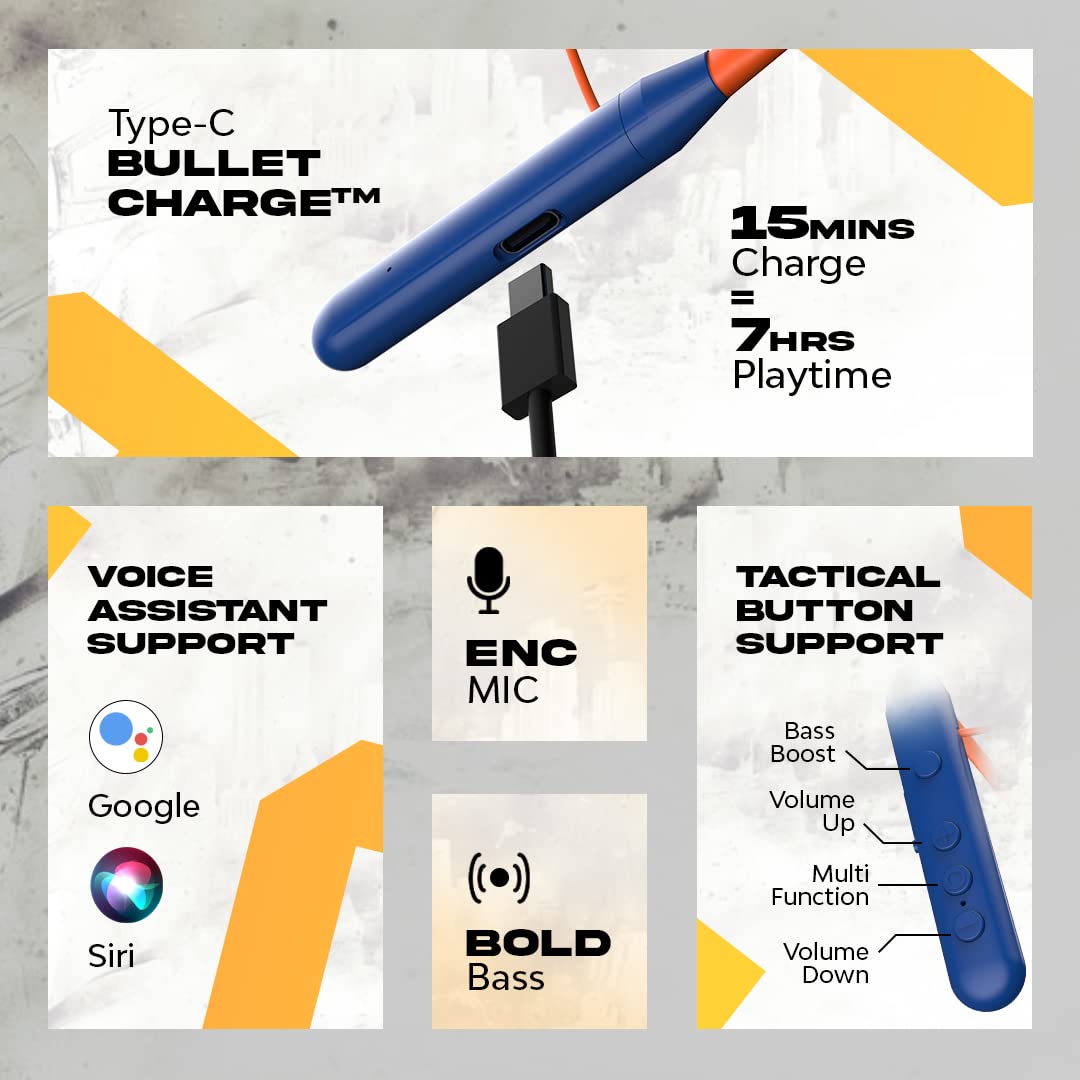 Type-C
BULLET
CHARGE™
15MINS
Charge
=
7HRS
Playtime
VOICE
ASSISTANT
SUPPORT
Google
Siri
ENC
MIC
BOLD
Bass
TACTICAL
BUTTON
SUPPORT
Bass
Boost
Volume
Up
Multi
Function
Volume
Down